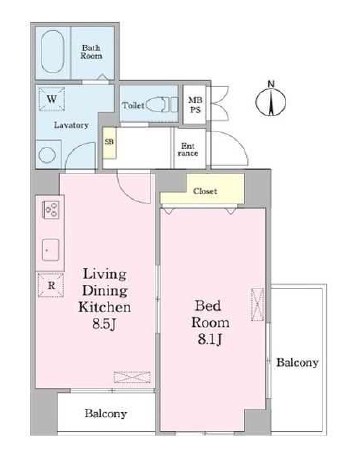 Bath
Room
N
W
Toilet
MB
PS
Lavatory
SB
Ent
rance
Closet
Living
Dining
Kitchen
8.5J
R
Bed
Room
8.1J
Balcony
Balcony